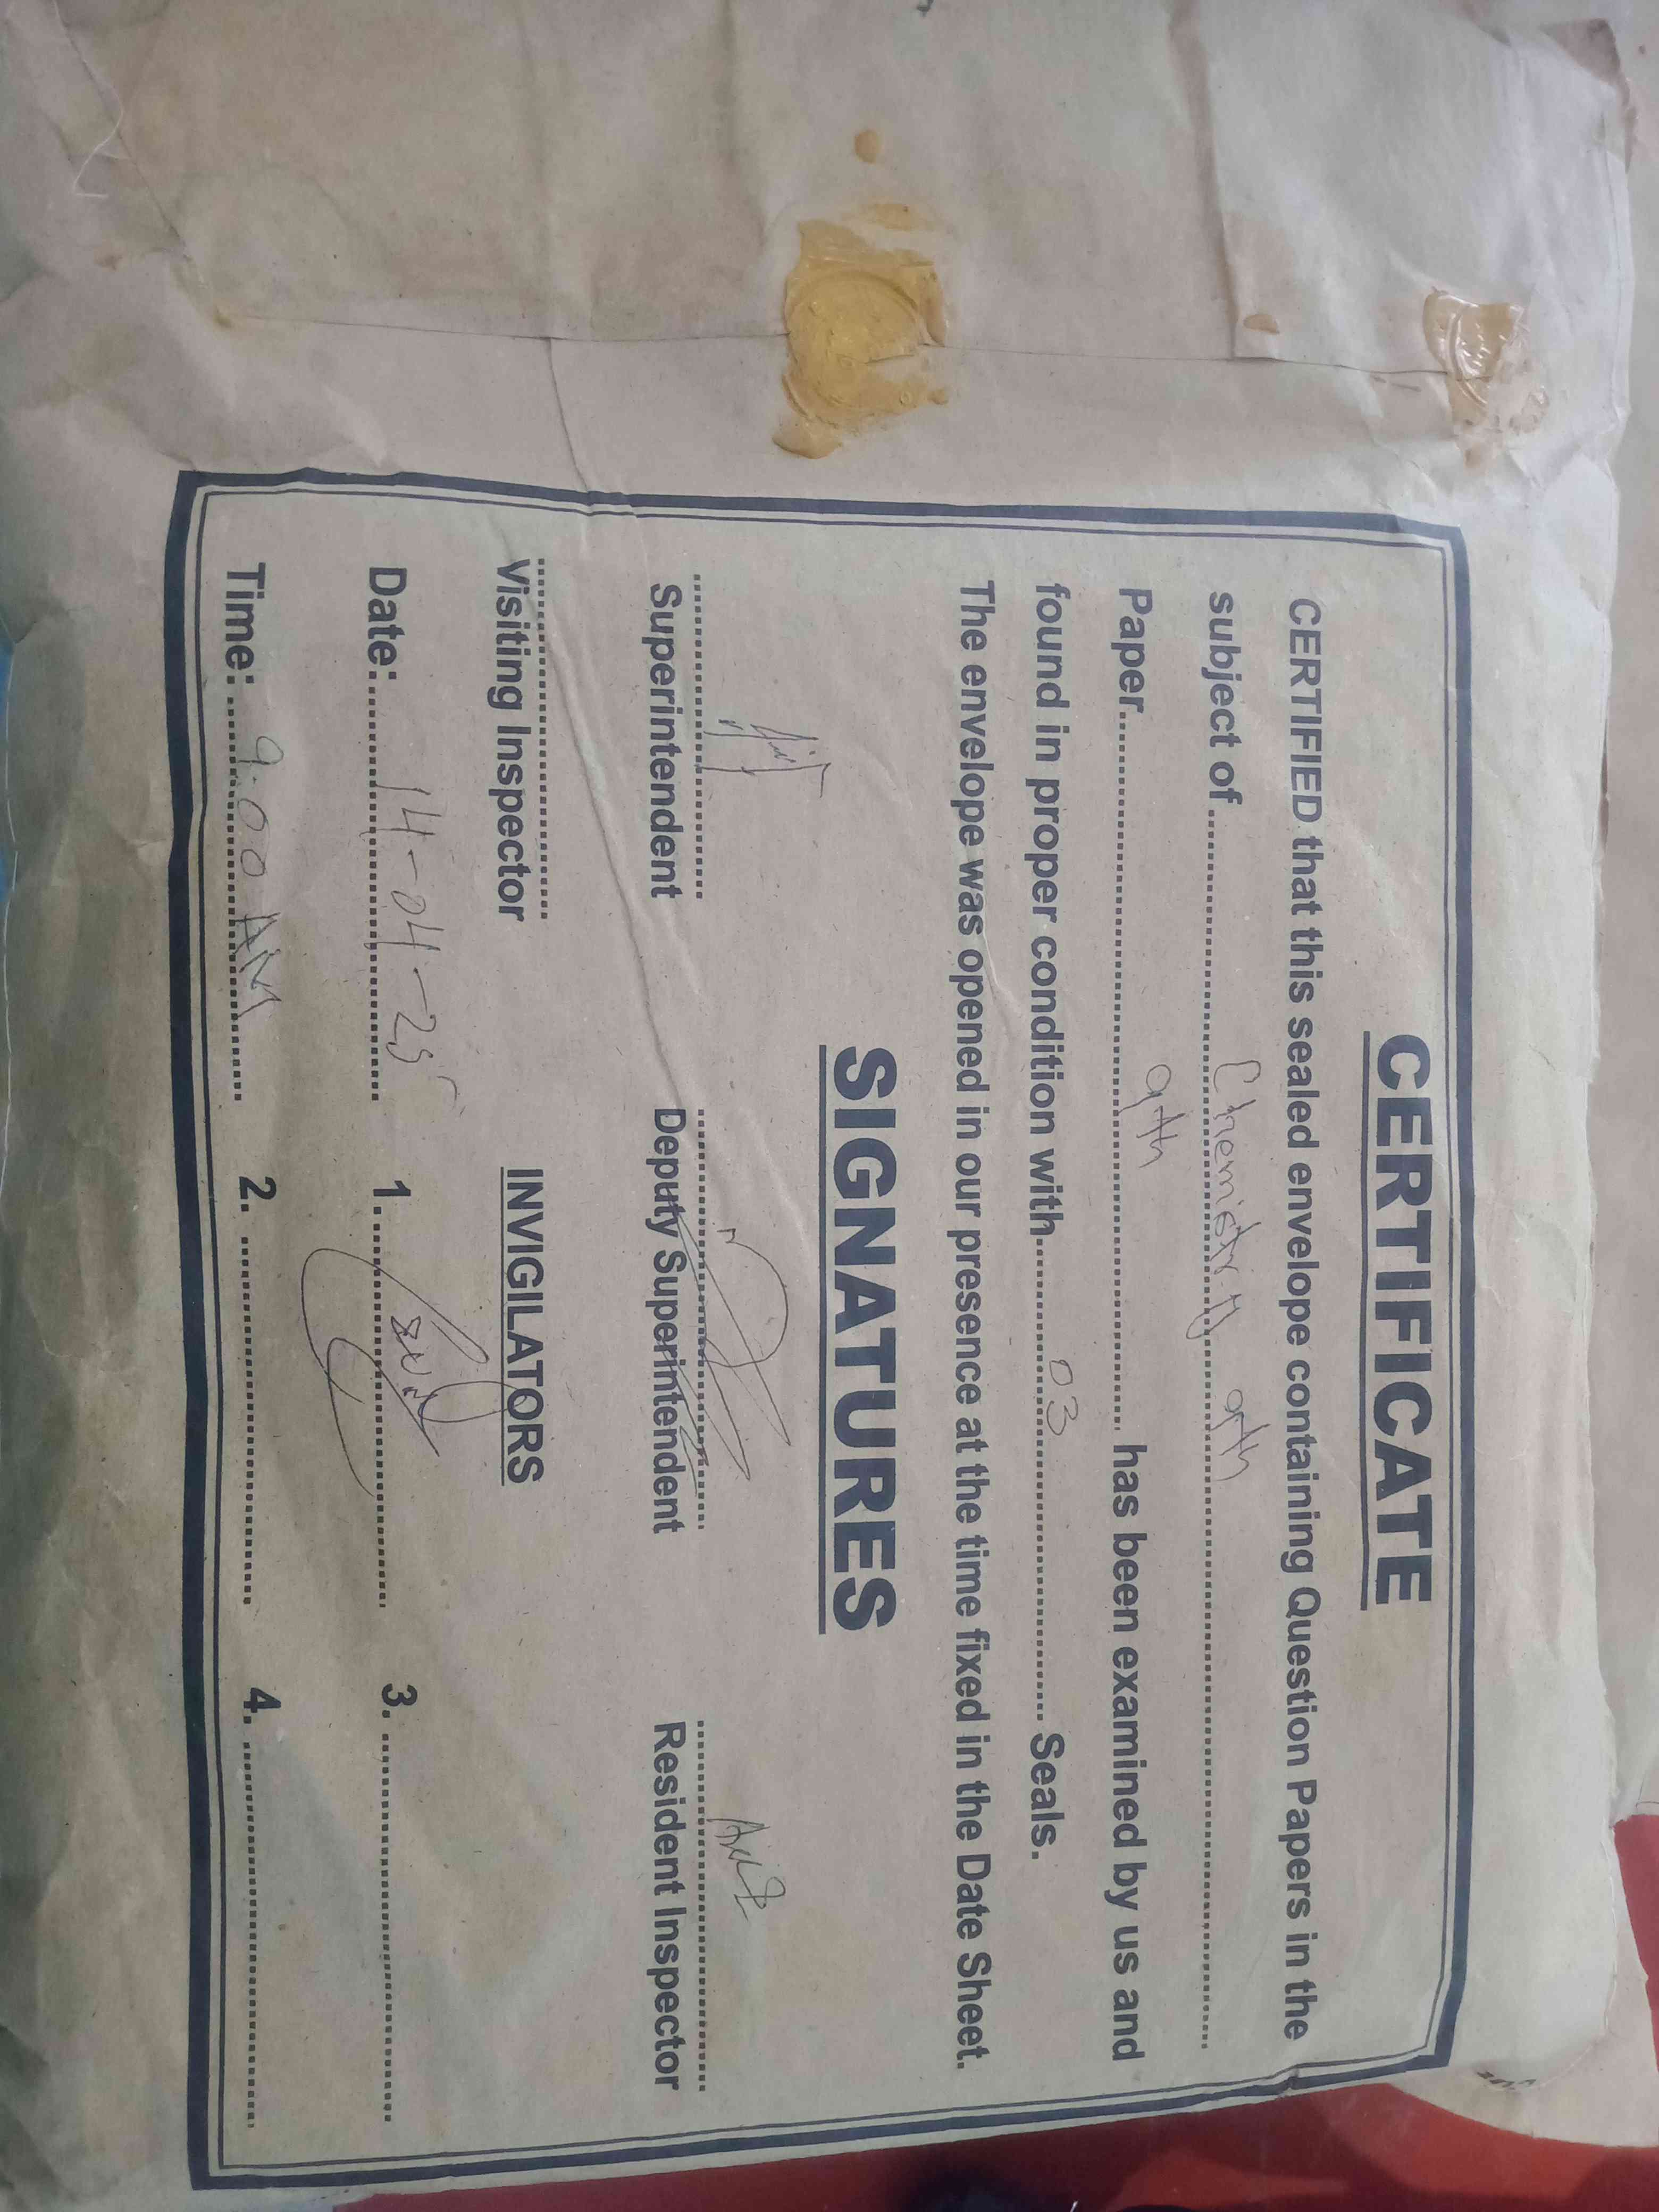 CERTIFICATE
CERTIFIED that this sealed envelope containing Question Papers in the
subject of.......Chemistry 9th.......
Paper.......9th....... has been examined by us and
found in proper condition with.......03....... Seals.
The envelope was opened in our presence at the time fixed in the Date Sheet.
SIGNATURES
Superintendent Deputy Superintendent Resident Inspector
Visiting Inspector INVIGILATORS
Date:.......14-04-25....... 1. ....... 3. .......
Time:.......9:00 AM....... 2. ....... 4. .......